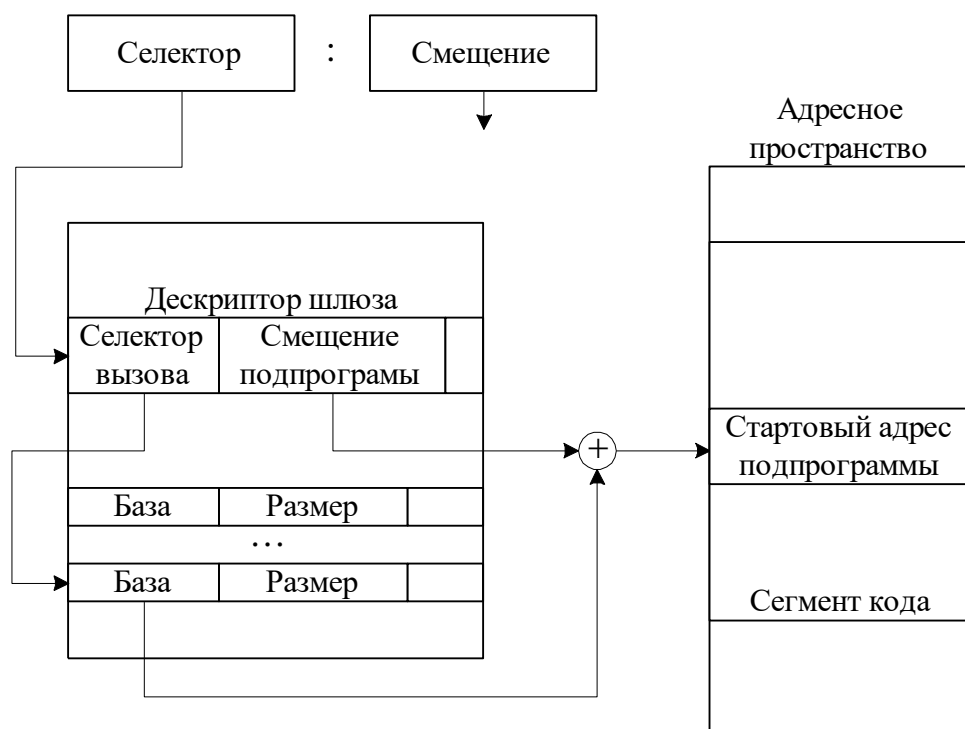 Селектор : Смещение
Адресное
пространство
Дескриптор шлюза
Селектор
вызова
Смещение
подпрограмы
+
Стартовый адрес
подпрограммы
База Размер
...
База Размер
Сегмент кода